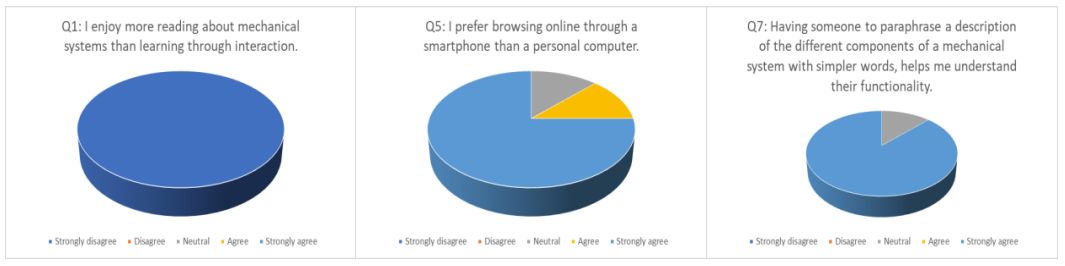 Q1: I enjoy more reading about mechanical
systems than learning through interaction.
Strongly disagree Disagree Neutral Agree Strongly agree
Q5: I prefer browsing online through a
smartphone than a personal computer.
Strongly disagree Disagree Neutral Agree Strongly agree
Q7: Having someone to paraphrase a description
of the different components of a mechanical
system with simpler words, helps me understand
their functionality.
Strongly disagree Disagree Neutral Agree Strongly agree